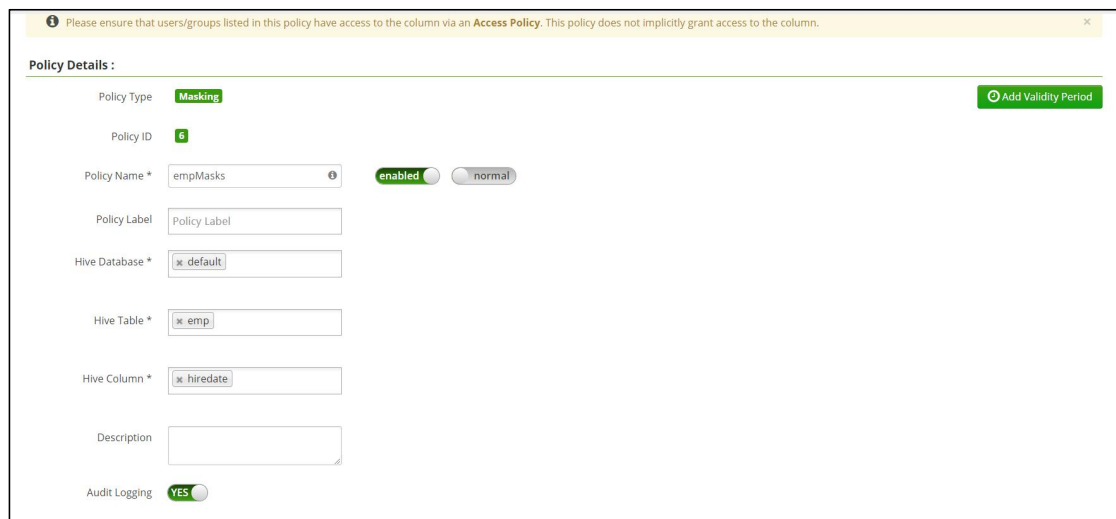 Please ensure that users/groups listed in this policy have access to the column via an Access Policy. This policy does not implicitly grant access to the column. ×
Policy Details :
Policy Type Masking Add Validity Period
Policy ID 6
Policy Name * empMasks enabled normal
Policy Label Policy Label
Hive Database * × default
Hive Table * × emp
Hive Column * × hiredate
Description
Audit Logging YES